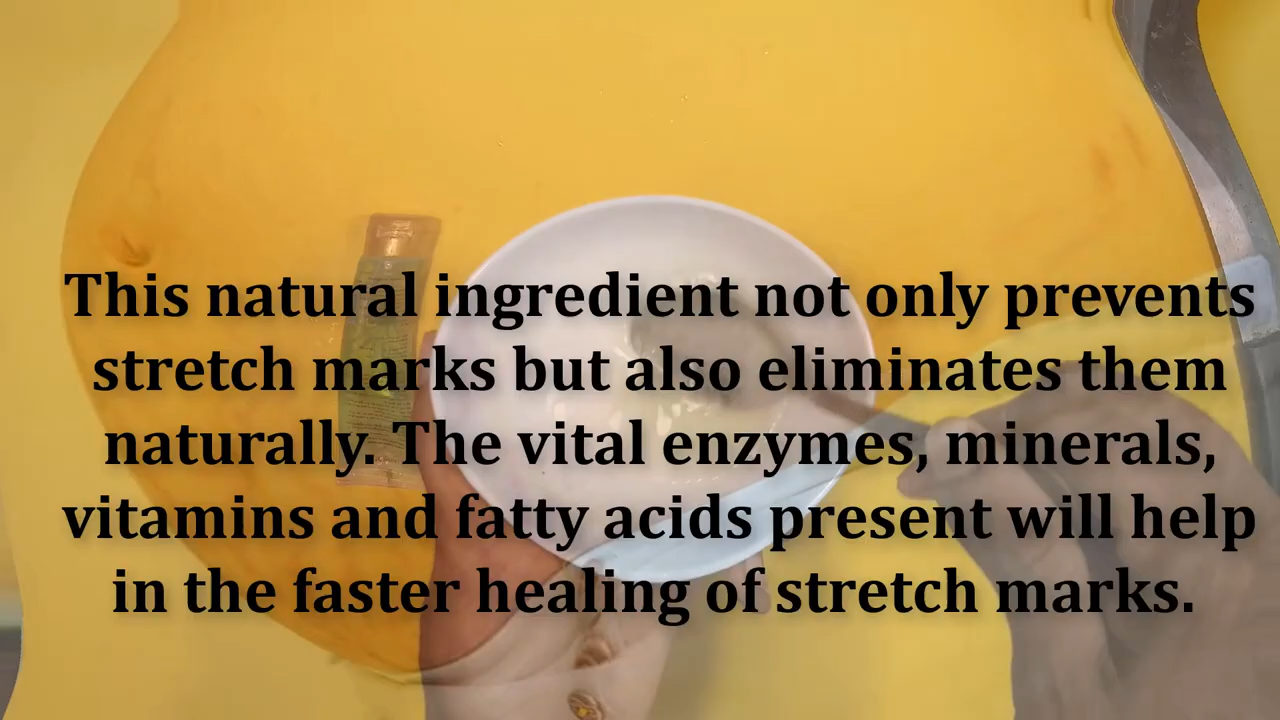 This natural ingredient not only prevents
stretch marks but also eliminates them
naturally. The vital enzymes, minerals,
vitamins and fatty acids present will help
in the faster healing of stretch marks.